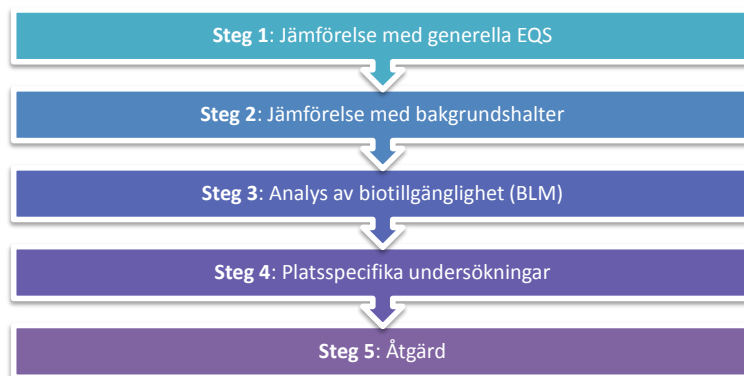 Steg 1: Jämförelse med generella EQS
Steg 2: Jämförelse med bakgrundshalter
Steg 3: Analys av biotillgänglighet (BLM)
Steg 4: Platsspecifika undersökningar
Steg 5: Åtgärd